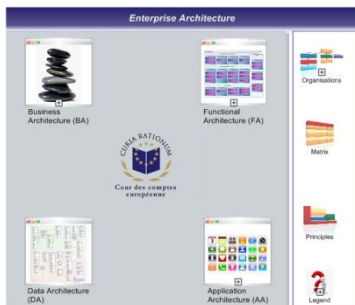 Enterprise Architecture
Business
Architecture (BA)
Functional
Architecture (FA)
Organisations
Matrix
CURIA RATIONUM
Cour des comptes
européenne
Principles
Data Architecture
(DA)
Application
Architecture (AA)
Legend